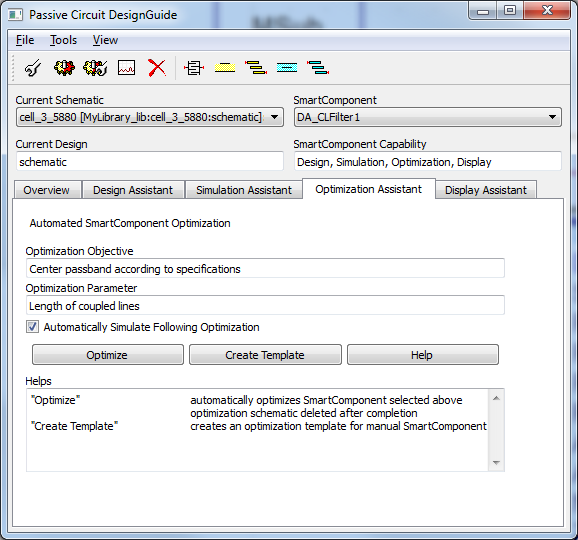 MSub
Passive Circuit DesignGuide
File Tools View
Current Schematic
SmartComponent
cell_3_5880 [MyLibrary_lib:cell_3_5880:schematic]
DA_CLFilter1
Current Design
SmartComponent Capability
schematic
Design, Simulation, Optimization, Display
Overview Design Assistant Simulation Assistant Optimization Assistant Display Assistant
Automated SmartComponent Optimization
Optimization Objective
Center passband according to specifications
Optimization Parameter
Length of coupled lines
Automatically Simulate Following Optimization
Optimize Create Template Help
Helps
"Optimize" automatically optimizes SmartComponent selected above
optimization schematic deleted after completion
"Create Template" creates an optimization template for manual SmartComponent